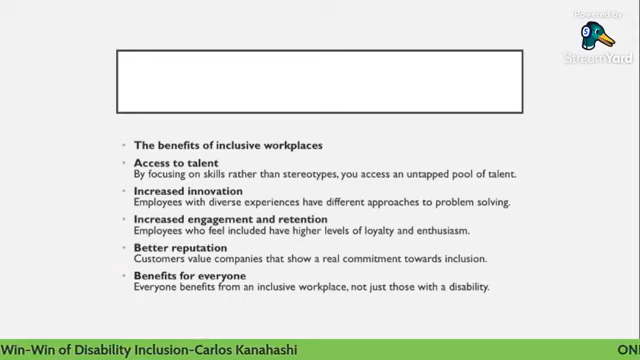 Powered by
StreamYard
The benefits of inclusive workplaces
Access to talent
By focusing on skills rather than stereotypes, you access an untapped pool of talent.
Increased innovation
Employees with diverse experiences have different approaches to problem solving.
Increased engagement and retention
Employees who feel included have higher levels of loyalty and enthusiasm.
Better reputation
Customers value companies that show a real commitment towards inclusion.
Benefits for everyone
Everyone benefits from an inclusive workplace, not just those with a disability.
Win-Win of Disability Inclusion-Carlos Kanahashi ON